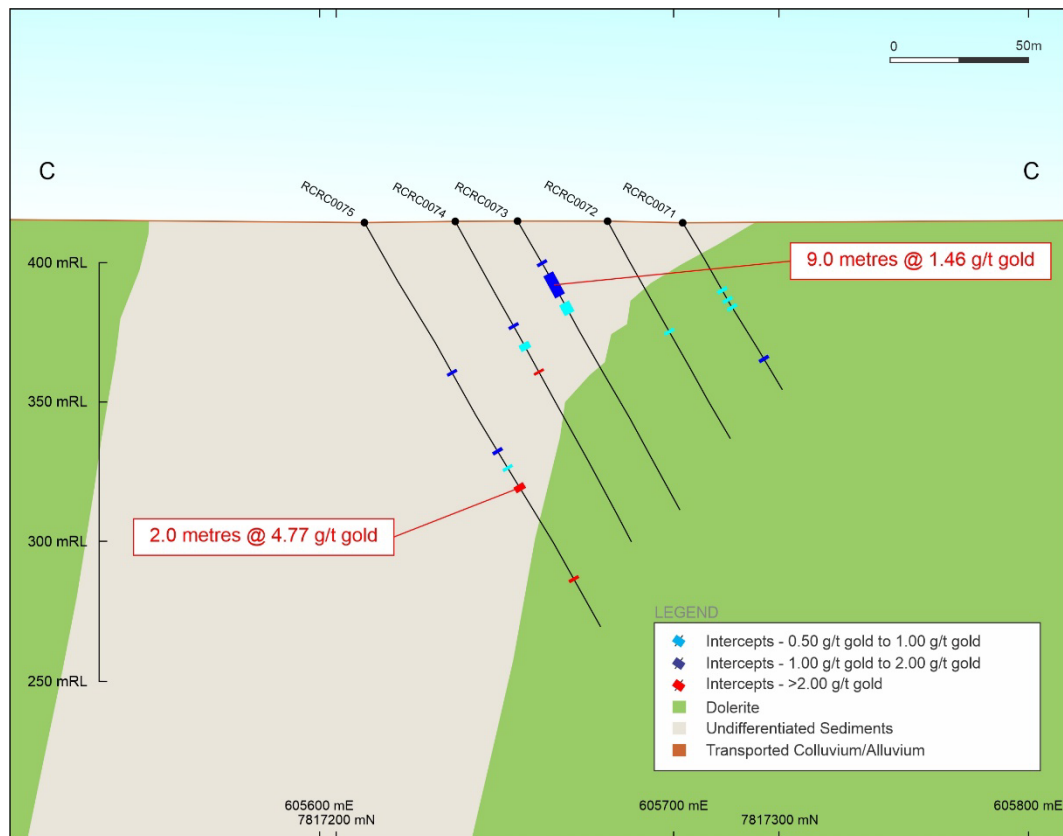 0 50m
C C
RCRC0075
RCRC0074
RCRC0073
RCRC0072
RCRC0071
9.0 metres @ 1.46 g/t gold
400 mRL
350 mRL
2.0 metres @ 4.77 g/t gold
300 mRL
250 mRL
LEGEND
Intercepts - 0.50 g/t gold to 1.00 g/t gold
Intercepts - 1.00 g/t gold to 2.00 g/t gold
Intercepts - >2.00 g/t gold
Dolerite
Undifferentiated Sediments
Transported Colluvium/Alluvium
605600 mE 605700 mE 605800 mE
7817200 mN 7817300 mN